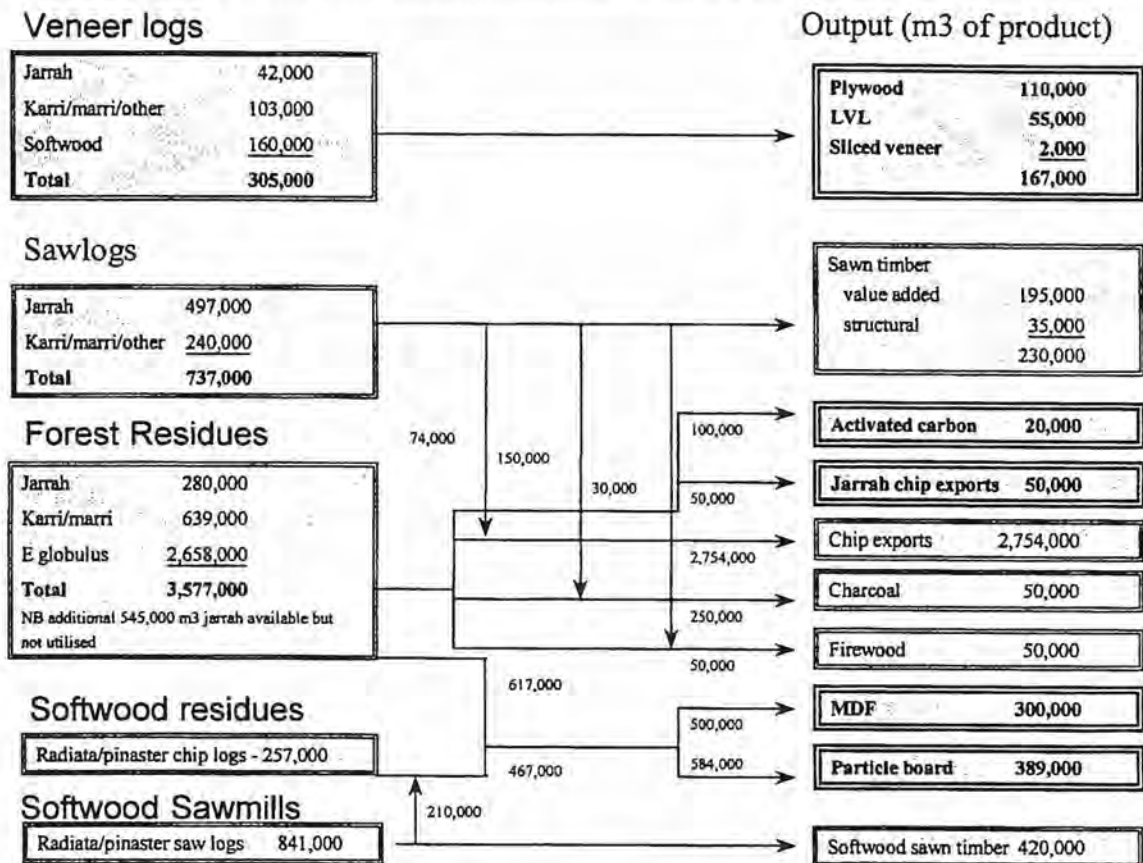 Veneer logs
Output (m3 of product)
Jarrah 42,000
Karri/marri/other 103,000
Softwood 160,000
Total 305,000
Plywood 110,000
LVL 55,000
Sliced veneer 2,000
167,000
Sawlogs
Jarrah 497,000
Karri/marri/other 240,000
Total 737,000
Sawn timber
value added 195,000
structural 35,000
230,000
Forest Residues
Jarrah 280,000
Karri/marri 639,000
E globulus 2,658,000
Total 3,577,000
NB additional 545,000 m3 jarrah available but
not utilised
74,000
150,000
30,000
100,000
50,000
2,754,000
250,000
50,000
Activated carbon 20,000
Jarrah chip exports 50,000
Chip exports 2,754,000
Charcoal 50,000
Firewood 50,000
617,000
Softwood residues
Radiata/pinaster chip logs - 257,000
467,000
500,000
584,000
MDF 300,000
Particle board 389,000
Softwood Sawmills
210,000
Radiata/pinaster saw logs 841,000
Softwood sawn timber 420,000